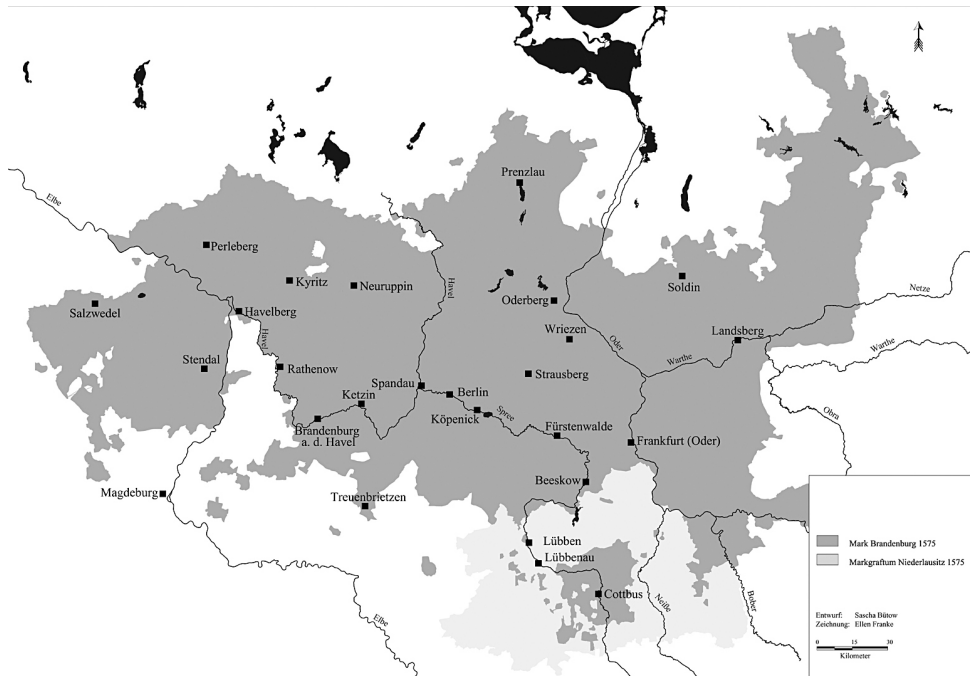 Elbe
Prenzlau
Perleberg
Kyritz
Neuruppin
Havel
Soldin
Netze
Salzwedel
Havelberg
Oderberg
Wriezen
Oder
Landsberg
Havel
Warthe
Warthe
Stendal
Rathenow
Spandau
Berlin
Strausberg
Ketzin
Köpenick
Spree
Obra
Brandenburg
a. d. Havel
Fürstenwalde
Frankfurt (Oder)
Beeskow
Magdeburg
Treuenbrietzen
Lübben
Lübbenau
Cottbus
Neiße
Bober
Elbe
Mark Brandenburg 1575
Markgraftum Niederlausitz 1575
Entwurf: Sascha Bütow
Zeichnung: Ellen Franke
0 15 30
Kilometer